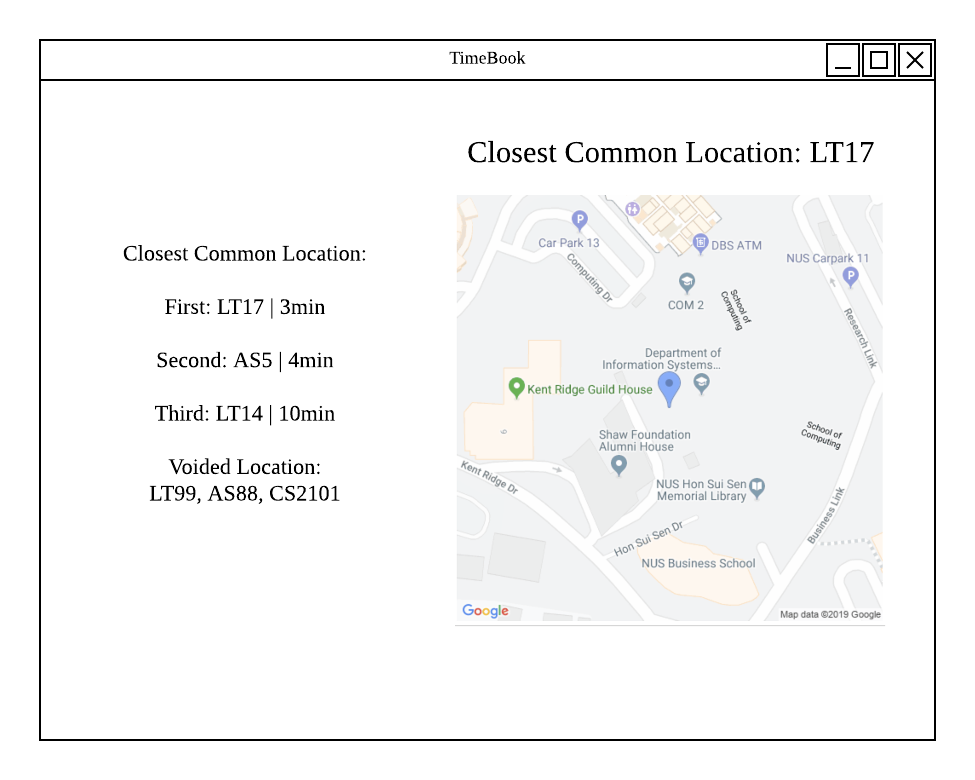 TimeBook
Closest Common Location: LT17
Closest Common Location:
First: LT17 | 3min
Second: AS5 | 4min
Third: LT14 | 10min
Voided Location:
LT99, AS88, CS2101
P
Car Park 13
DBS ATM
NUS Carpark 11
P
Computing Dr
COM 2
School of
Computing
Research Link
Department of
Information Systems...
Kent Ridge Guild House
9
School of
Computing
Shaw Foundation
Alumni House
Kent Ridge Dr
NUS Hon Sui Sen
Memorial Library
Business Link
Hon Sui Sen Dr
NUS Business School
Google
Map data ©2019 Google